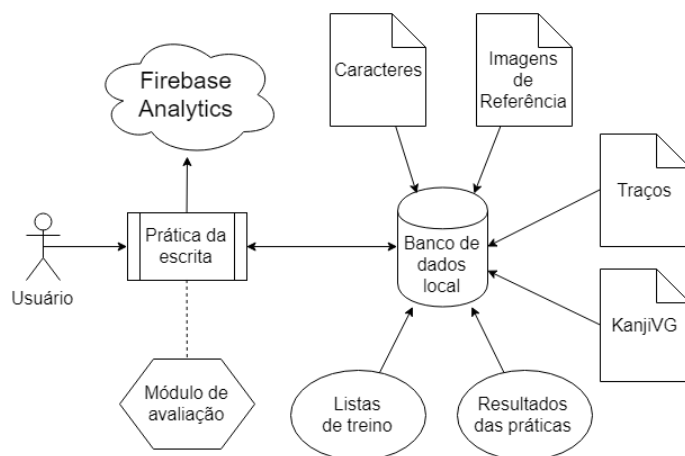 Firebase
Analytics
Caracteres
Imagens
de
Referência
Traços
Usuário
Prática da
escrita
Banco de
dados
local
KanjiVG
Módulo de
avaliação
Listas
de treino
Resultados
das práticas